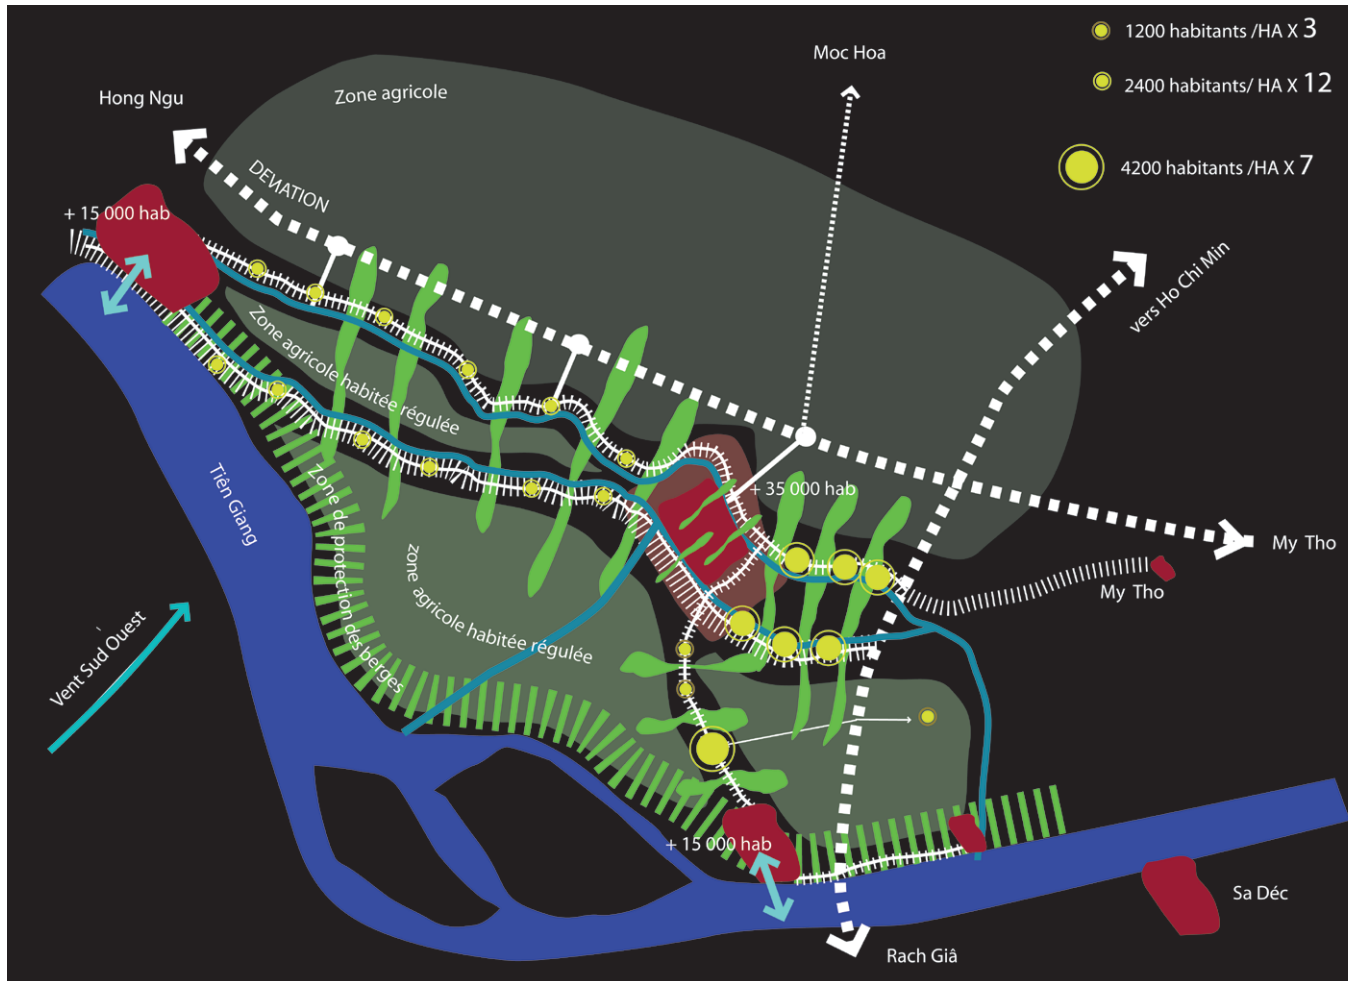 1200 habitants /HA X 3
2400 habitants/ HA X 12
4200 habitants /HA X 7
Moc Hoa
Hong Ngu
Zone agricole
DEVIATION
+ 15 000 hab
vers Ho Chi Min
Zone agricole habitée régulée
Tiên Giang
Zone de protection des berges
+ 35 000 hab
zone agricole habitée régulée
My Tho
My Tho
Vent Sud Ouest
+ 15 000 hab
Sa Déc
Rach Giâ